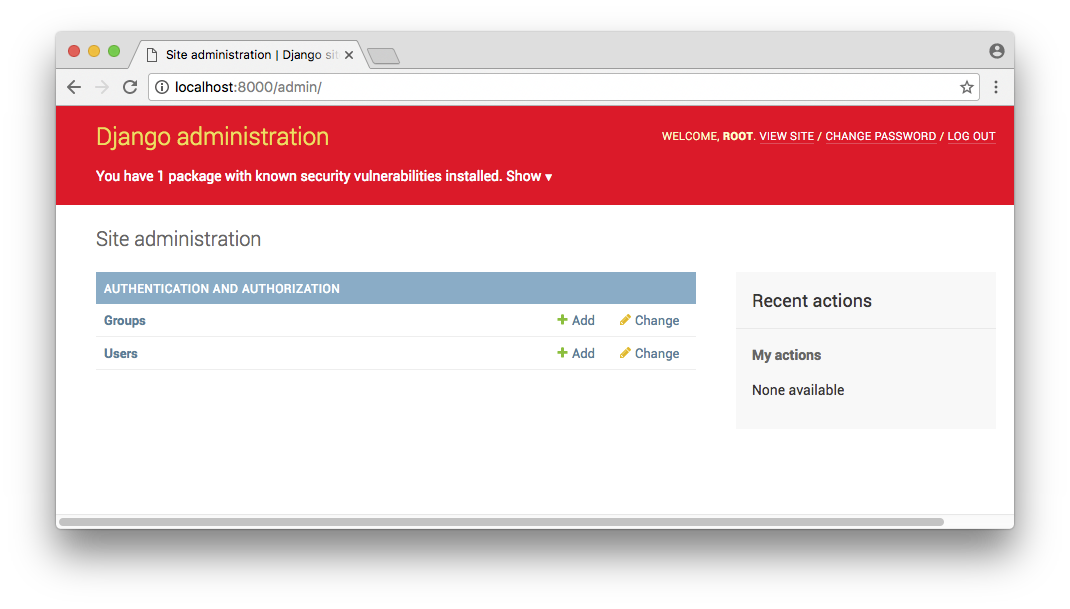 Site administration | Django sit
localhost:8000/admin/
Django administration
WELCOME, ROOT. VIEW SITE / CHANGE PASSWORD / LOG OUT
You have 1 package with known security vulnerabilities installed. Show ▾
Site administration
AUTHENTICATION AND AUTHORIZATION
Groups + Add Change
Users + Add Change
Recent actions
My actions
None available